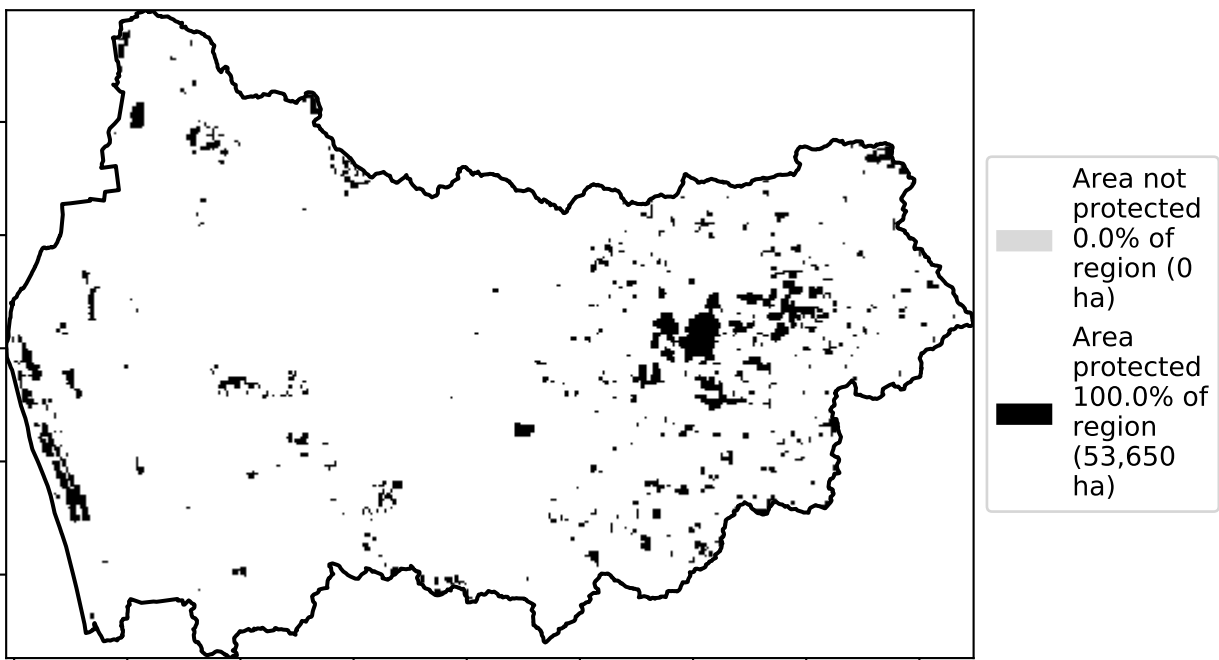 Area not
protected
0.0% of
region (0
ha)
Area
protected
100.0% of
region
(53,650
ha)